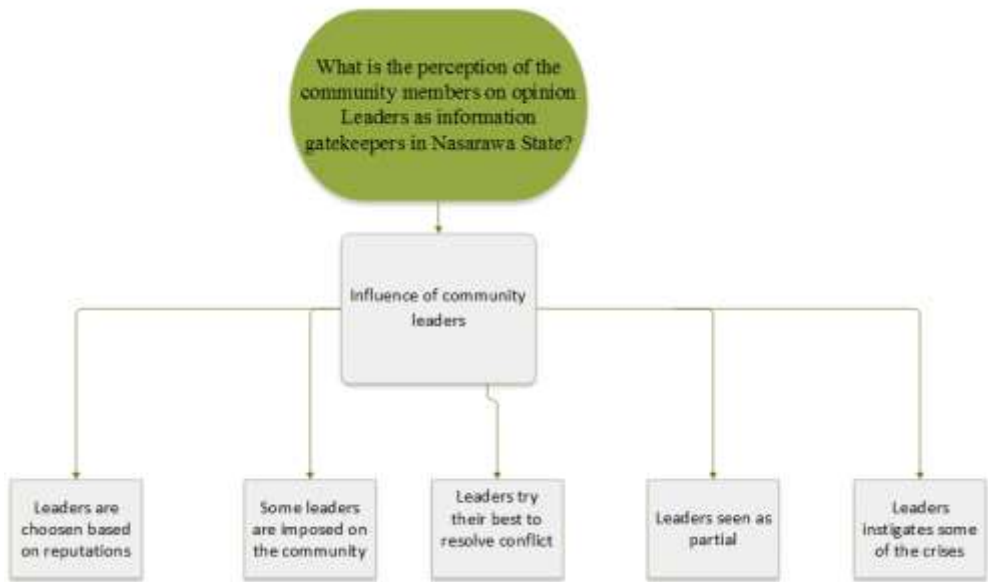 What is the perception of the
community members on opinion
Leaders as information
gatekeepers in Nasarawa State?
Influence of community
leaders
Leaders are
choosen based
on reputations
Some leaders
are imposed on
the community
Leaders try
their best to
resolve conflict
Leaders seen as
partial
Leaders
instigates some
of the crises